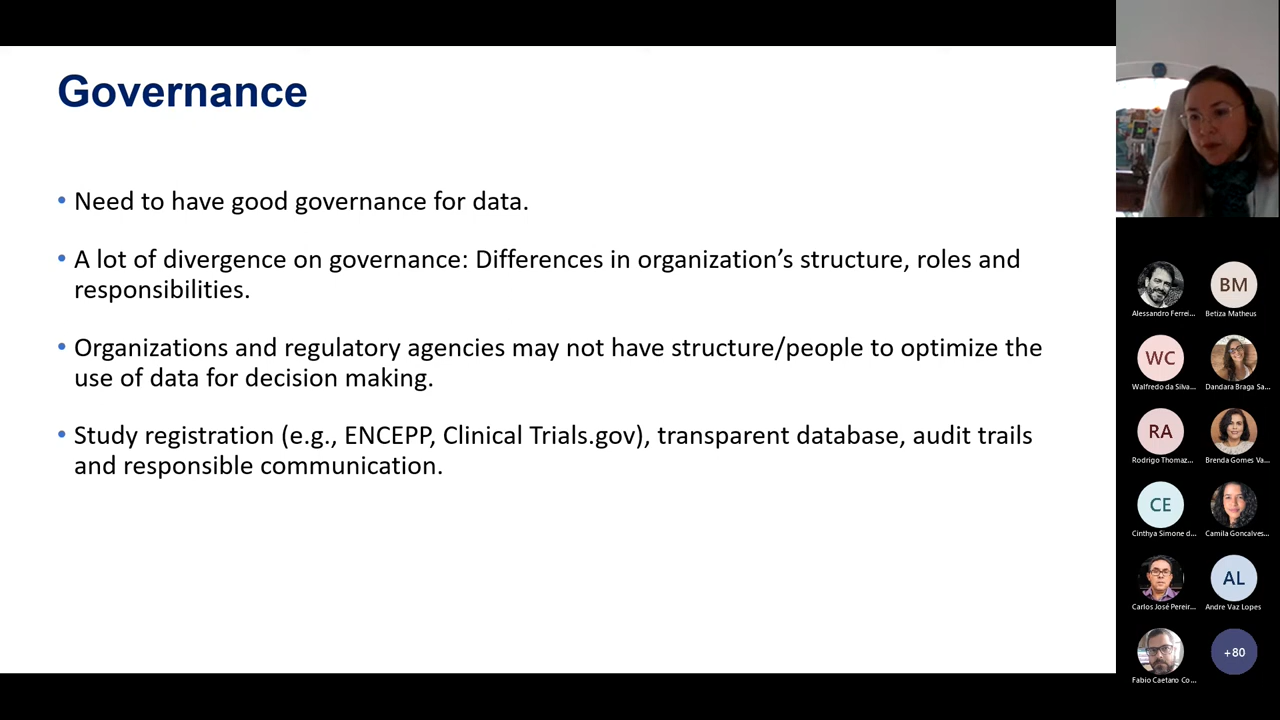 Governance
• Need to have good governance for data.
• A lot of divergence on governance: Differences in organization’s structure, roles and
responsibilities.
• Organizations and regulatory agencies may not have structure/people to optimize the
use of data for decision making.
• Study registration (e.g., ENCEPP, Clinical Trials.gov), transparent database, audit trails
and responsible communication.
BM
Alessandro Ferrei... Betiza Matheus
WC
Walfredo da Silva... Dandara Braga Sa...
RA
Rodrigo Thomaz... Brenda Gomes Va...
CE
Cinthya Simone d... Camila Goncalves...
AL
Carlos José Pereir... Andre Vaz Lopes
+80
Fabio Caetano Co...